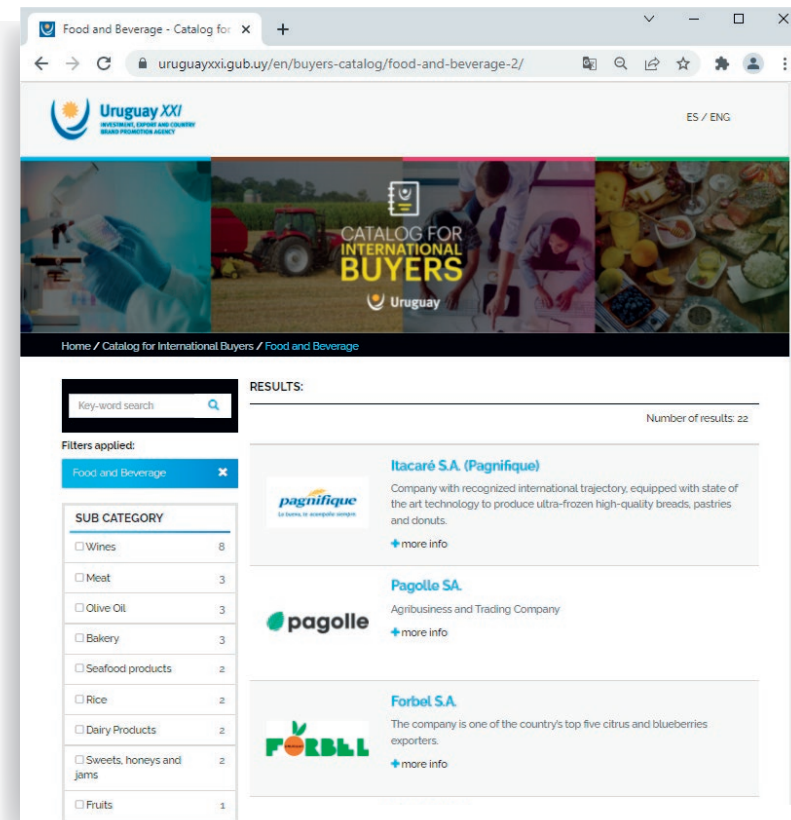 Food and Beverage - Catalog for
uruguayxxi.gub.uy/en/buyers-catalog/food-and-beverage-2/
Uruguay XXI
INVESTMENT, EXPORT AND COUNTRY
BRAND PROMOTION AGENCY
ES / ENG
CATALOG FOR
INTERNATIONAL
BUYERS
Uruguay
Home / Catalog for International Buyers / Food and Beverage
Key-word search
Filters applied:
Food and Beverage
SUB CATEGORY
Wines 8
Meat 3
Olive Oil 3
Bakery 3
Seafood products 2
Rice 2
Dairy Products 2
Sweets, honeys and 2
jams
Fruits 1
RESULTS:
Number of results: 22
pagnifique
Lo bueno, te acompaña siempre
Itacaré S.A. (Pagnifique)
Company with recognized international trajectory, equipped with state of
the art technology to produce ultra-frozen high-quality breads, pastries
and donuts.
+more info
pagolle
Pagolle SA.
Agribusiness and Trading Company
+more info
FORBEL
Forbel S.A.
The company is one of the country's top five citrus and blueberries
exporters.
+more info